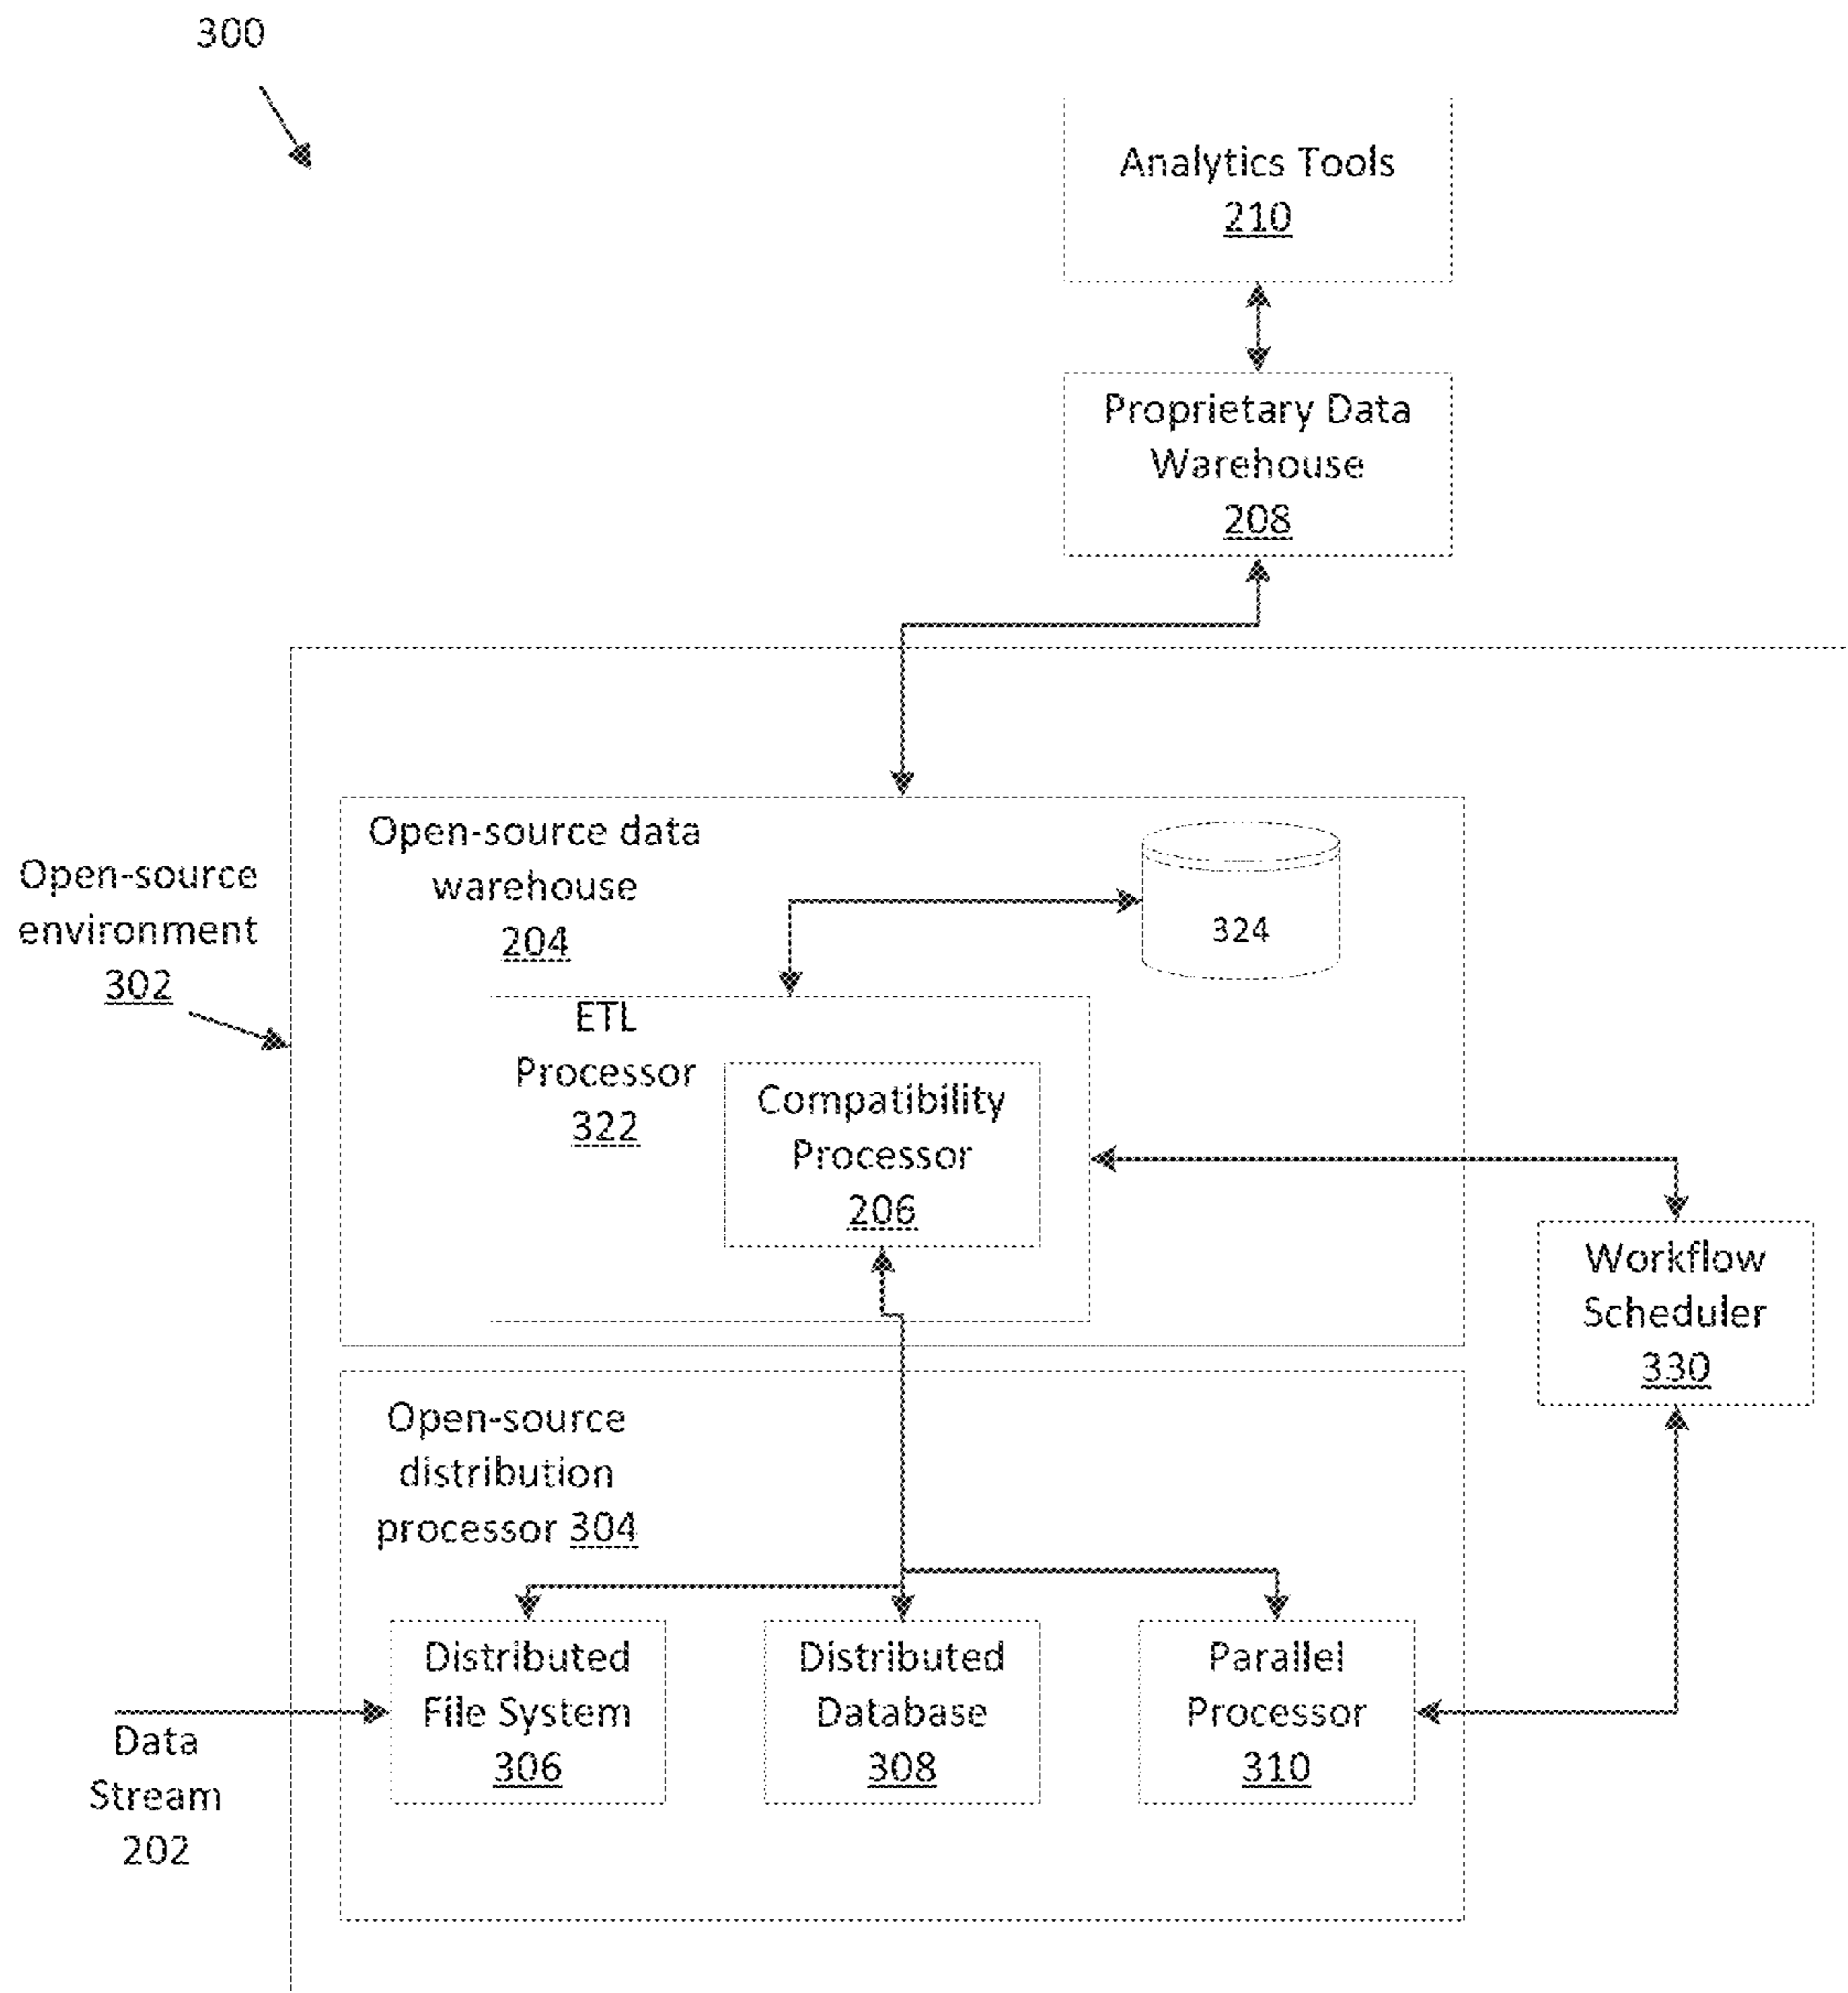 300
Analytics Tools
210
Proprietary Data
Warehouse
208
Open-source data
warehouse
204
324
Open-source
environment
302
ETL
Processor
322
Compatibility
Processor
206
Workflow
Scheduler
330
Open-source
distribution
processor 304
Distributed
File System
306
Distributed
Database
308
Parallel
Processor
310
Data
Stream
202